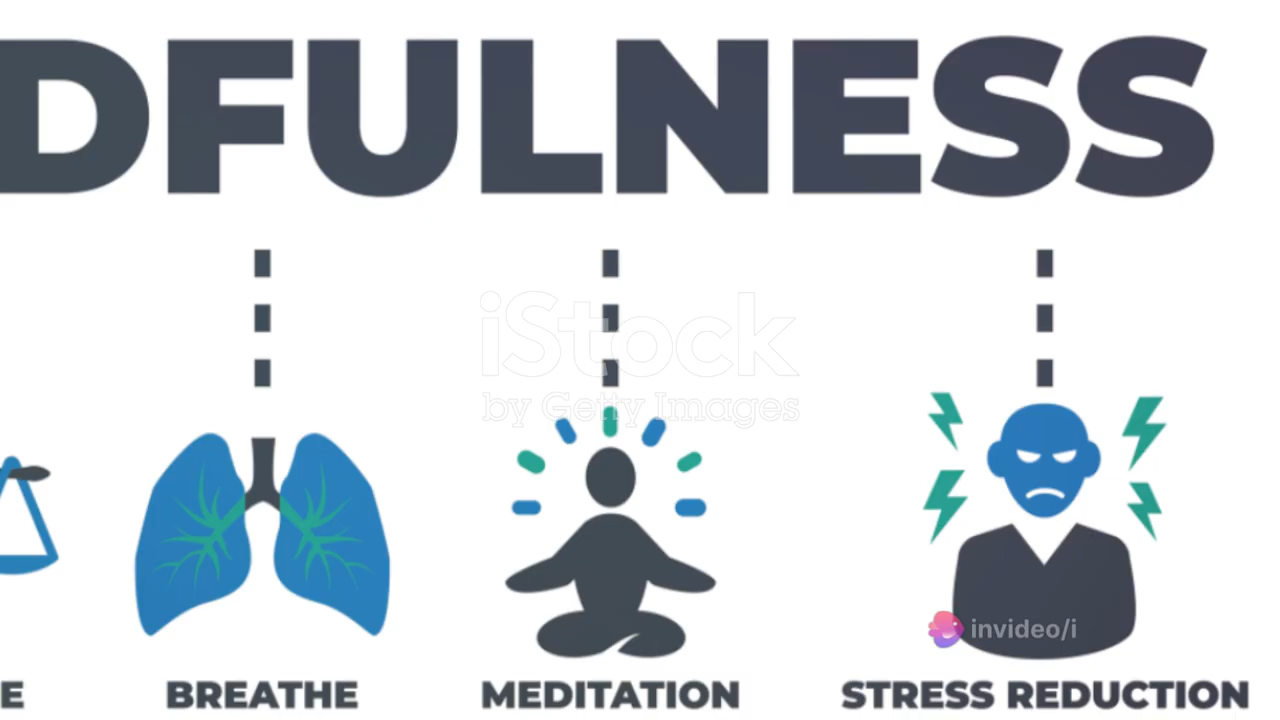 DFULNESS
iStock
by Getty Images
invideo/i
E BREATHE MEDITATION STRESS REDUCTION